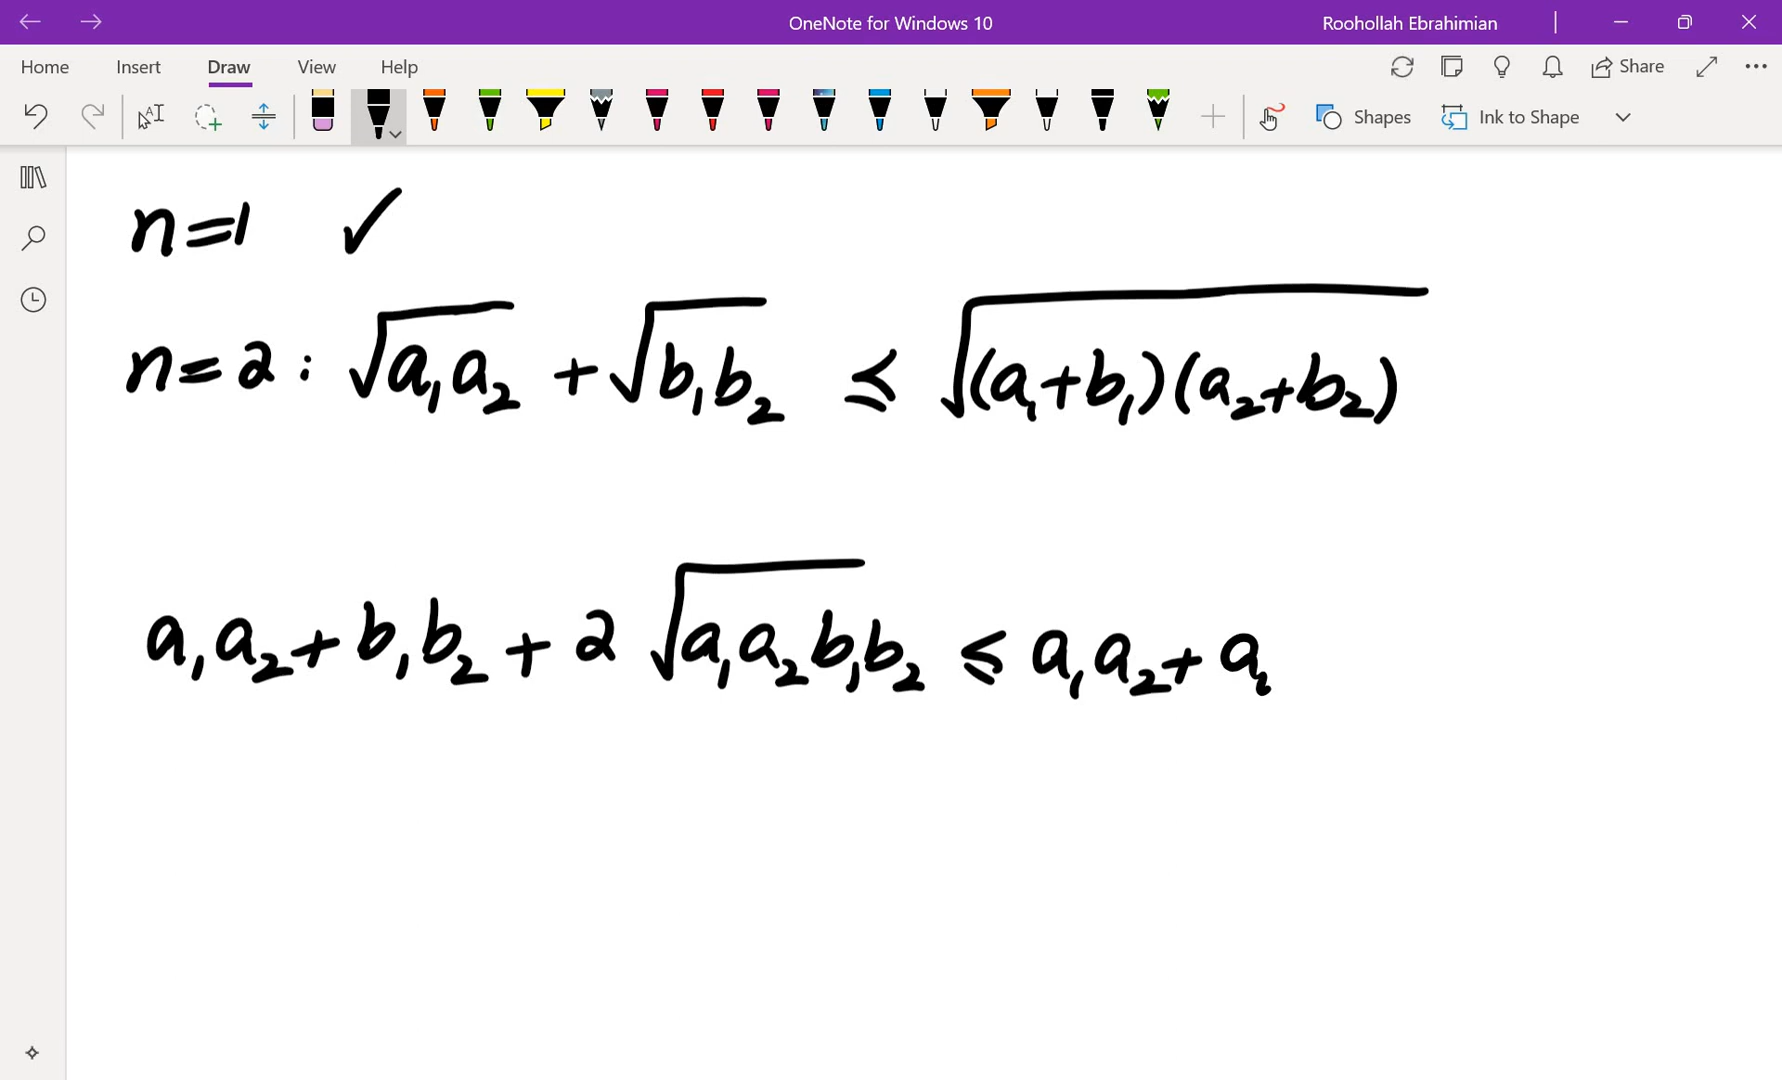 OneNote for Windows 10
Roohollah Ebrahimian
Home Insert Draw View Help
Share
Shapes Ink to Shape
n=1 ✓
n=2: √a₁a₂ + √b₁b₂ ≤ √(a₁+b₁)(a₂+b₂)
a₁a₂ + b₁b₂ + 2 √a₁a₂b₁b₂ ≤ a₁a₂ + a₁